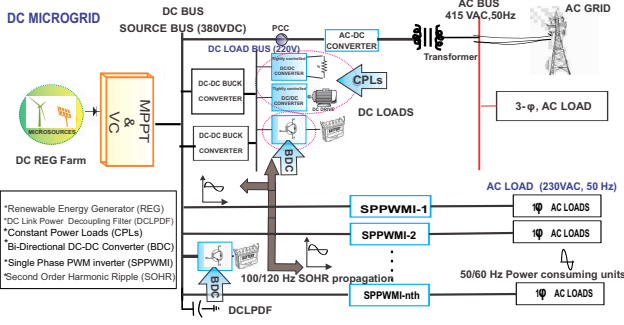 DC MICROGRID
DC BUS
SOURCE BUS (380VDC)
PCC
AC-DC
CONVERTER
AC BUS
415 VAC,50Hz
AC GRID
Transformer
DC LOAD BUS (220V)
Tightly controlled
DC/DC
CONVERTER
CPLs
DC-DC BUCK
CONVERTER
Tightly controlled
DC/DC
CONVERTER
DC DRIVE
DC LOADS
3-φ, AC LOAD
MICROSOURCES
MPPT
&
VC
DC REG Farm
DC-DC BUCK
CONVERTER
BDC
AC LOAD (230VAC, 50 Hz)
SPPWMI-1
1φ AC LOADS
SPPWMI-2
1φ AC LOADS
*Renewable Energy Generator (REG)
*DC Link Power Decoupling Filter (DCLPDF)
*Constant Power Loads (CPLs)
*Bi-Directional DC-DC Converter (BDC)
*Single Phase PWM inverter (SPPWMI)
*Second Order Harmonic Ripple (SOHR)
BDC
100/120 Hz SOHR propagation
50/60 Hz Power consuming units
SPPWMI-nth
1φ AC LOADS
DCLPDF